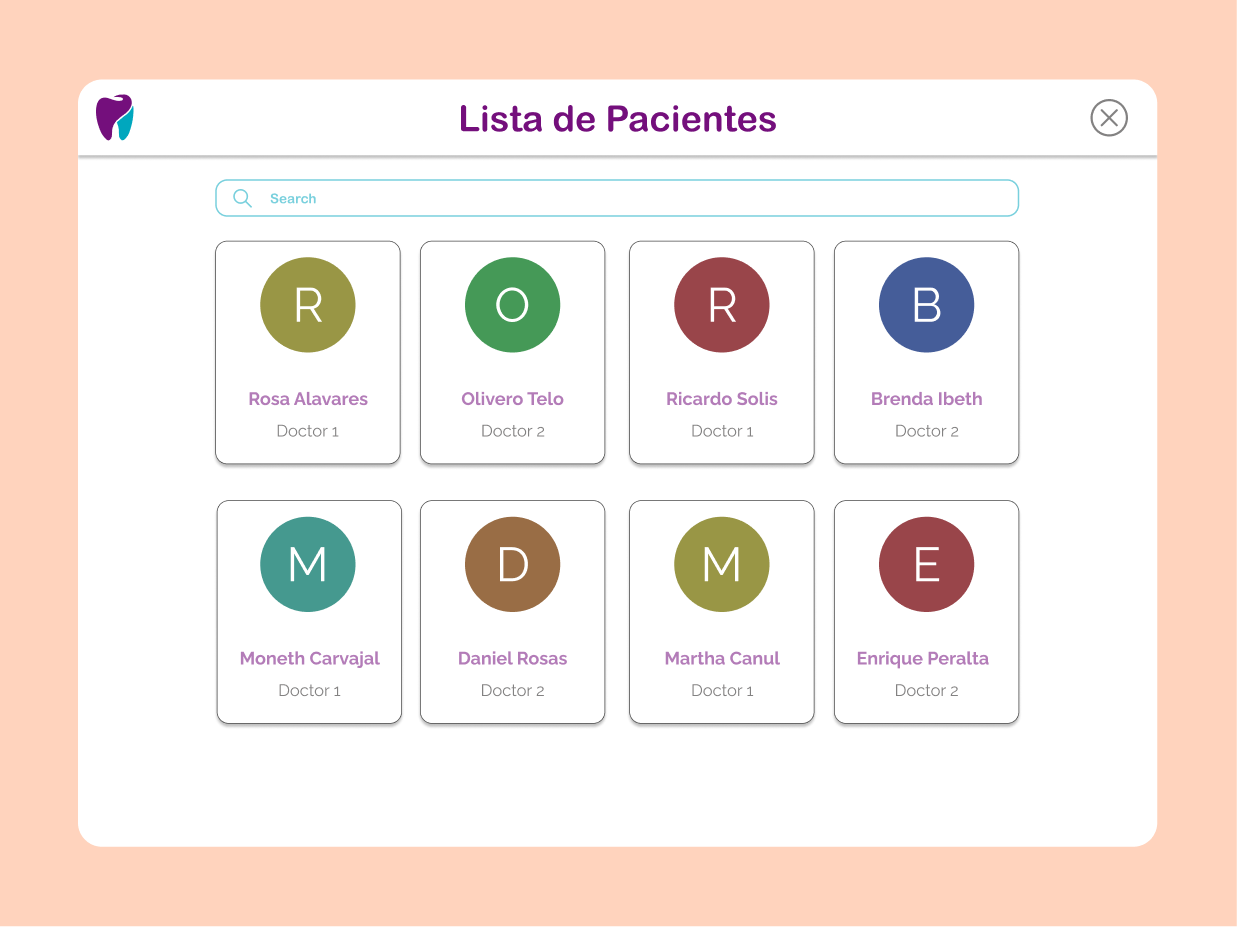 Lista de Pacientes
Search
R
O
R
B
Rosa Alavares
Olivero Telo
Ricardo Solis
Brenda Ibeth
Doctor 1
Doctor 2
Doctor 1
Doctor 2
M
D
M
E
Moneth Carvajal
Daniel Rosas
Martha Canul
Enrique Peralta
Doctor 1
Doctor 2
Doctor 1
Doctor 2